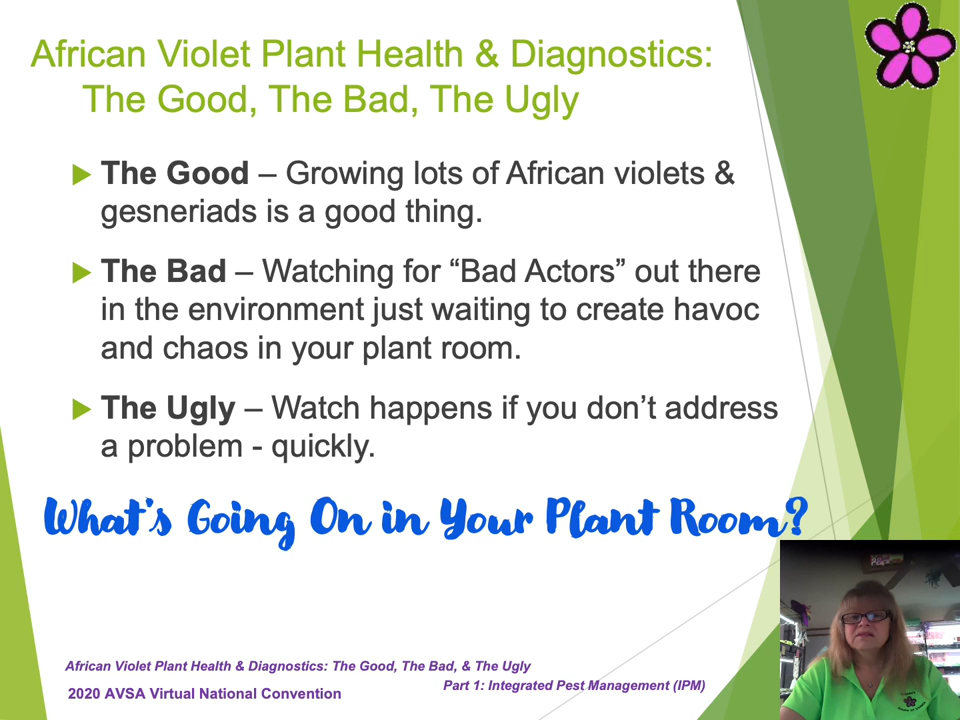 African Violet Plant Health & Diagnostics:
The Good, The Bad, The Ugly
The Good – Growing lots of African violets &
gesneriads is a good thing.
The Bad – Watching for “Bad Actors” out there
in the environment just waiting to create havoc
and chaos in your plant room.
The Ugly – Watch happens if you don’t address
a problem - quickly.
What's Going On in Your Plant Room?
African Violet Plant Health & Diagnostics: The Good, The Bad, & The Ugly
Part 1: Integrated Pest Management (IPM)
2020 AVSA Virtual National Convention